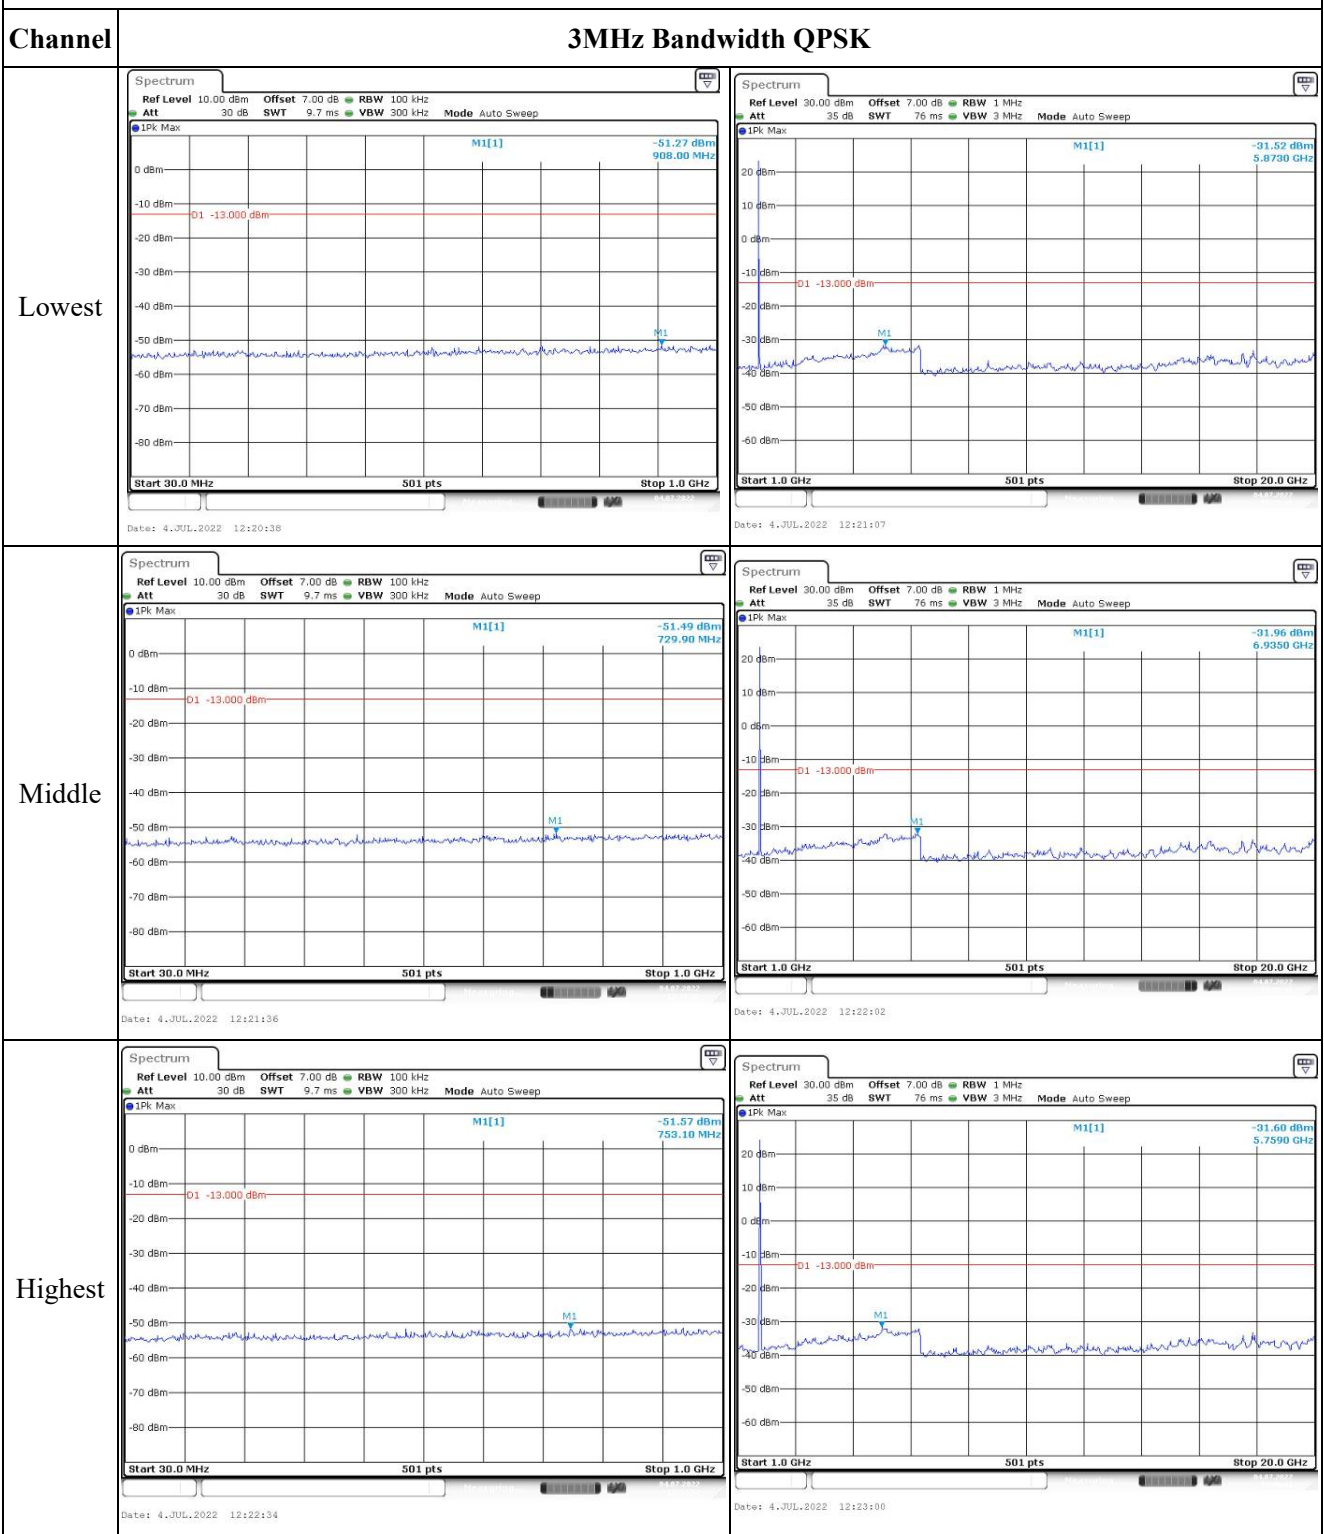 Channel 3MHz Bandwidth QPSK
Lowest
Spectrum
Ref Level 10.00 dBm Offset 7.00 dB RBW 100 kHz
Att 30 dB SWT 9.7 ms VBW 300 kHz Mode Auto Sweep
1Pk Max
M1[1] -51.27 dBm
908.00 MHz
0 dBm
-10 dBm
D1 -13.000 dBm
-20 dBm
-30 dBm
-40 dBm
M1
-50 dBm
-60 dBm
-70 dBm
-80 dBm
Start 30.0 MHz 501 pts Stop 1.0 GHz
Date: 4.JUL.2022 12:20:38
Spectrum
Ref Level 30.00 dBm Offset 7.00 dB RBW 1 MHz
Att 35 dB SWT 76 ms VBW 3 MHz Mode Auto Sweep
1Pk Max
M1[1] -31.52 dBm
5.8730 GHz
20 dBm
10 dBm
0 dBm
-10 dBm
D1 -13.000 dBm
-20 dBm
M1
-30 dBm
-40 dBm
-50 dBm
-60 dBm
Start 1.0 GHz 501 pts Stop 20.0 GHz
Date: 4.JUL.2022 12:21:07
Middle
Spectrum
Ref Level 10.00 dBm Offset 7.00 dB RBW 100 kHz
Att 30 dB SWT 9.7 ms VBW 300 kHz Mode Auto Sweep
1Pk Max
M1[1] -51.49 dBm
729.90 MHz
0 dBm
-10 dBm
D1 -13.000 dBm
-20 dBm
-30 dBm
-40 dBm
M1
-50 dBm
-60 dBm
-70 dBm
-80 dBm
Start 30.0 MHz 501 pts Stop 1.0 GHz
Date: 4.JUL.2022 12:21:36
Spectrum
Ref Level 30.00 dBm Offset 7.00 dB RBW 1 MHz
Att 35 dB SWT 76 ms VBW 3 MHz Mode Auto Sweep
1Pk Max
M1[1] -31.96 dBm
6.9350 GHz
20 dBm
10 dBm
0 dBm
-10 dBm
D1 -13.000 dBm
-20 dBm
M1
-30 dBm
-40 dBm
-50 dBm
-60 dBm
Start 1.0 GHz 501 pts Stop 20.0 GHz
Date: 4.JUL.2022 12:22:02
Highest
Spectrum
Ref Level 10.00 dBm Offset 7.00 dB RBW 100 kHz
Att 30 dB SWT 9.7 ms VBW 300 kHz Mode Auto Sweep
1Pk Max
M1[1] -51.57 dBm
753.10 MHz
0 dBm
-10 dBm
D1 -13.000 dBm
-20 dBm
-30 dBm
-40 dBm
M1
-50 dBm
-60 dBm
-70 dBm
-80 dBm
Start 30.0 MHz 501 pts Stop 1.0 GHz
Date: 4.JUL.2022 12:22:34
Spectrum
Ref Level 30.00 dBm Offset 7.00 dB RBW 1 MHz
Att 35 dB SWT 76 ms VBW 3 MHz Mode Auto Sweep
1Pk Max
M1[1] -31.60 dBm
5.7590 GHz
20 dBm
10 dBm
0 dBm
-10 dBm
D1 -13.000 dBm
-20 dBm
M1
-30 dBm
-40 dBm
-50 dBm
-60 dBm
Start 1.0 GHz 501 pts Stop 20.0 GHz
Date: 4.JUL.2022 12:23:00